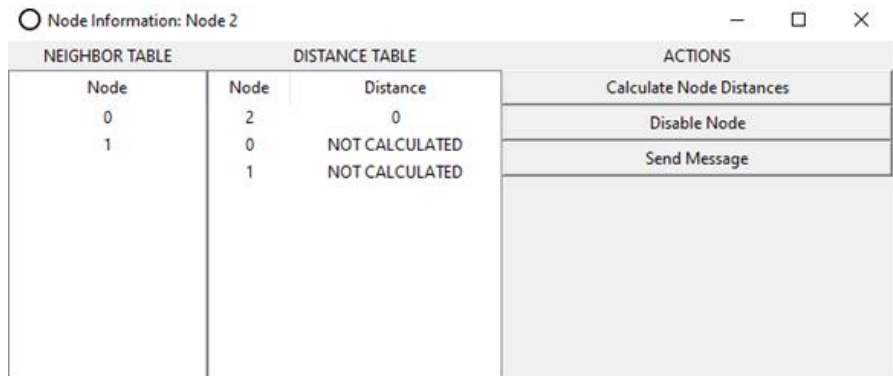 Node Information: Node 2
NEIGHBOR TABLE DISTANCE TABLE ACTIONS
Node Node Distance Calculate Node Distances
0 2 0 Disable Node
1 0 NOT CALCULATED Send Message
1 NOT CALCULATED